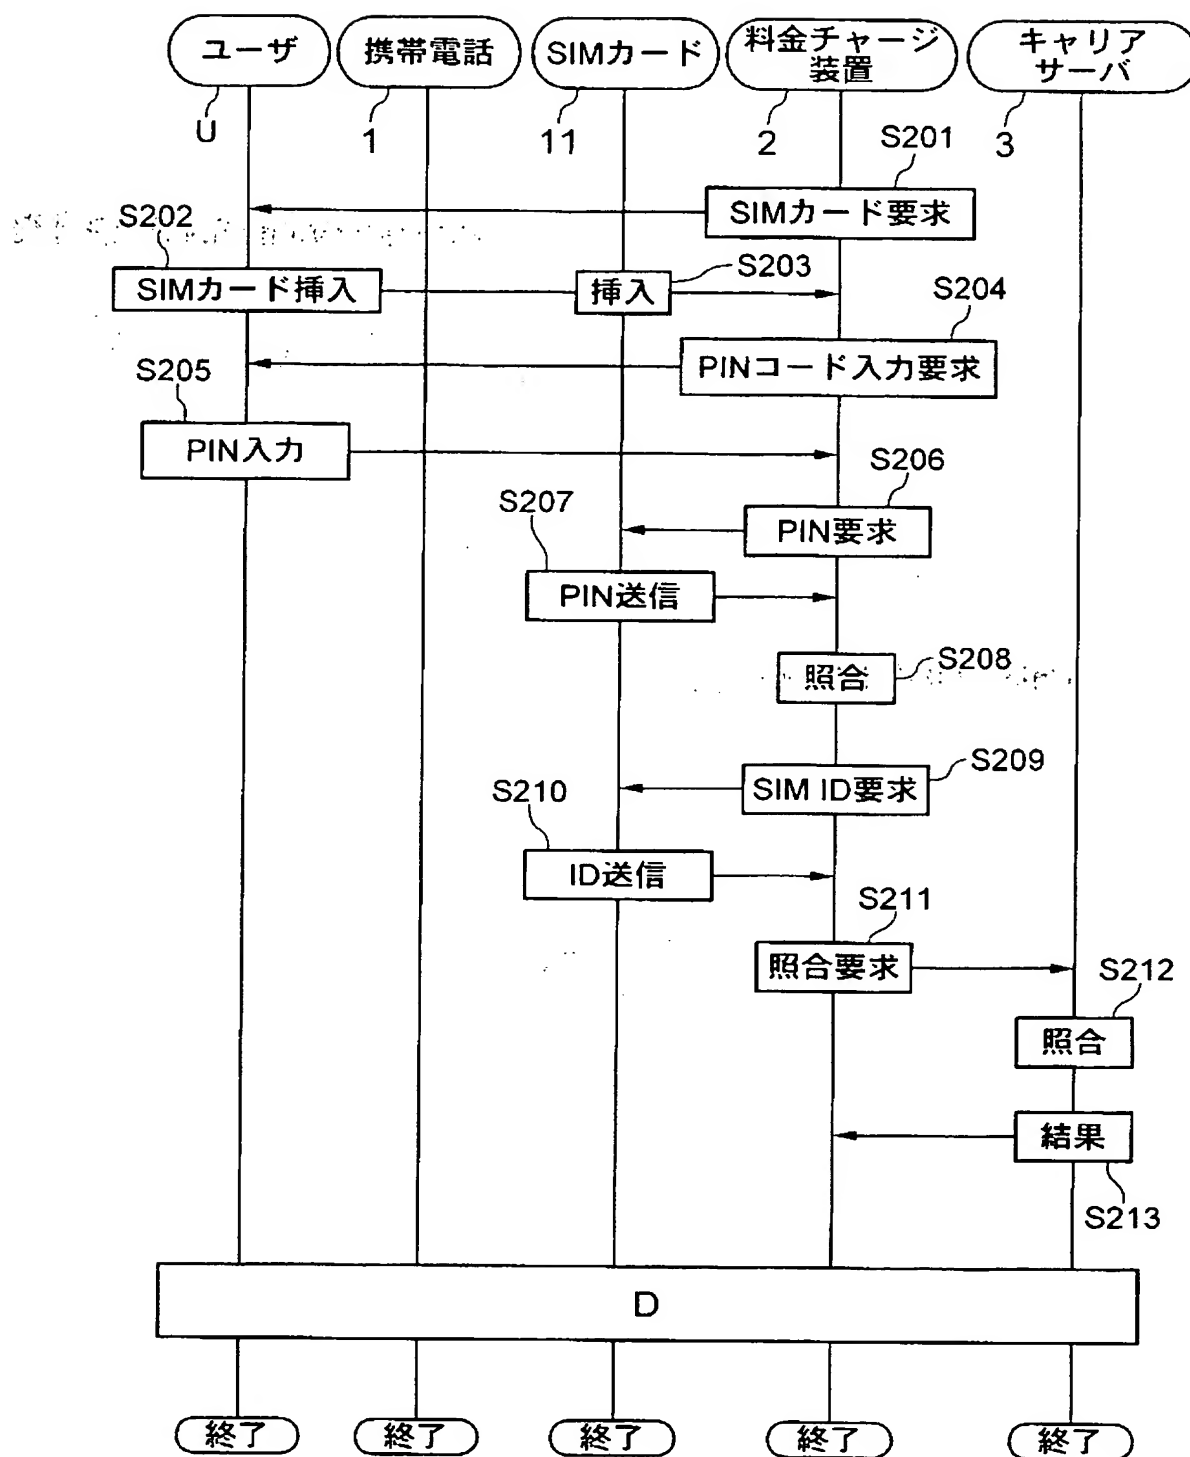 ユーザ
携帯電話
SIMカード
料金チャージ
装置
キャリア
サーバ
U
1
11
2
3
S201
SIMカード要求
S202
SIMカード挿入
S203
挿入
S204
PINコード入力要求
S205
PIN入力
S206
PIN要求
S207
PIN送信
S208
照合
S209
SIM ID要求
S210
ID送信
S211
照合要求
S212
照合
結果
S213
D
終了
終了
終了
終了
終了